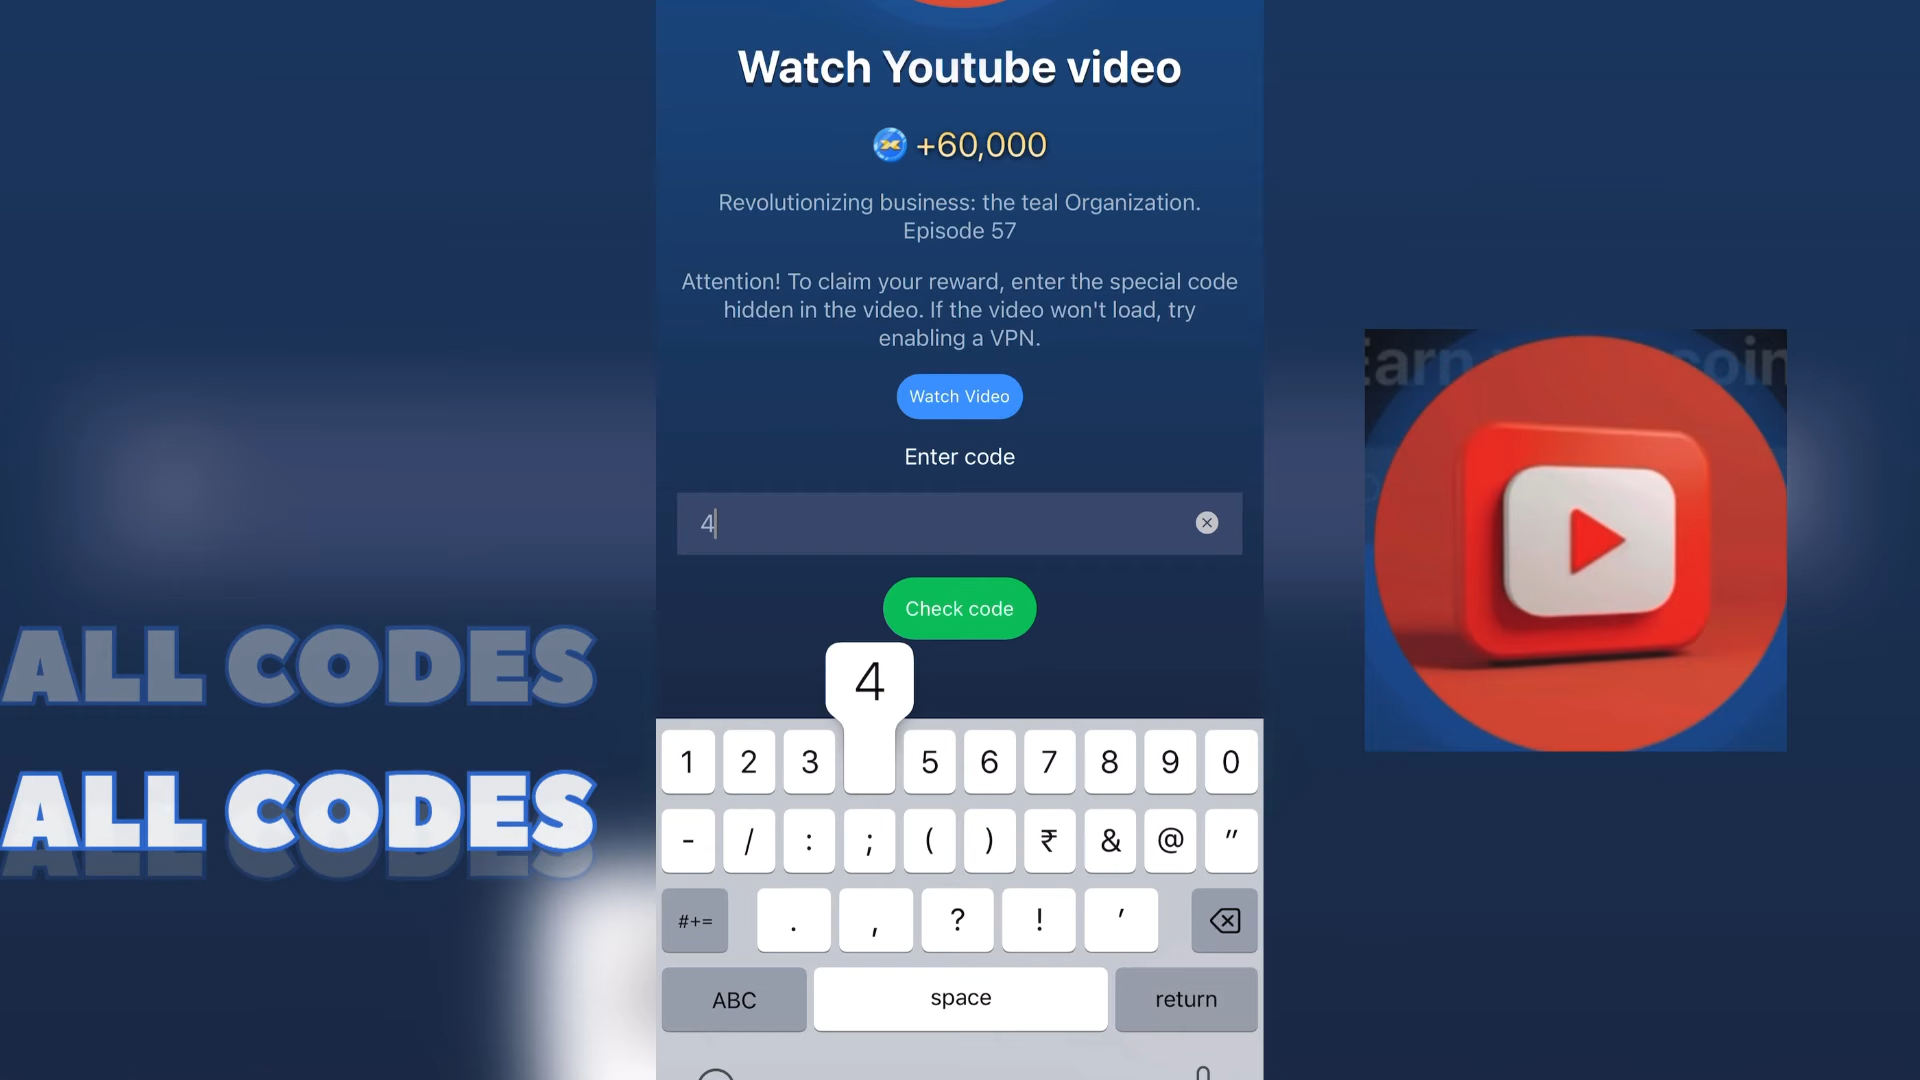 Watch Youtube video
+60,000
Revolutionizing business: the teal Organization.
Episode 57
Attention! To claim your reward, enter the special code
hidden in the video. If the video won't load, try
enabling a VPN.
Watch Video
Enter code
4
Check code
4
1 2 3 5 6 7 8 9 0
- / : ; ( ) ₹ & @ "
#+= . , ? ! '
ABC space return
ALL CODES
ALL CODES
Earn
coin